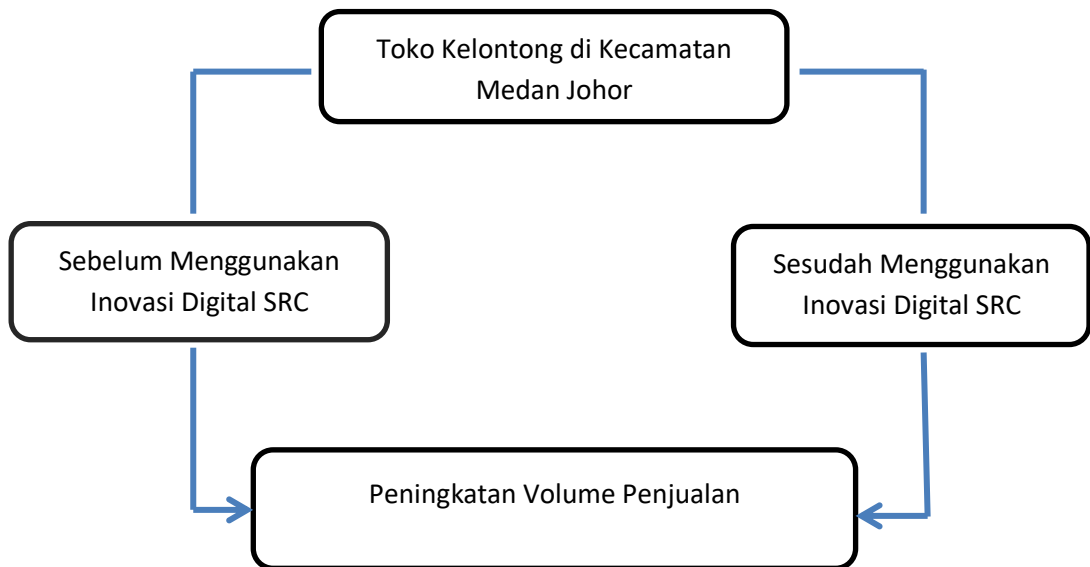 Toko Kelontong di Kecamatan
Medan Johor
Sebelum Menggunakan
Inovasi Digital SRC
Sesudah Menggunakan
Inovasi Digital SRC
Peningkatan Volume Penjualan